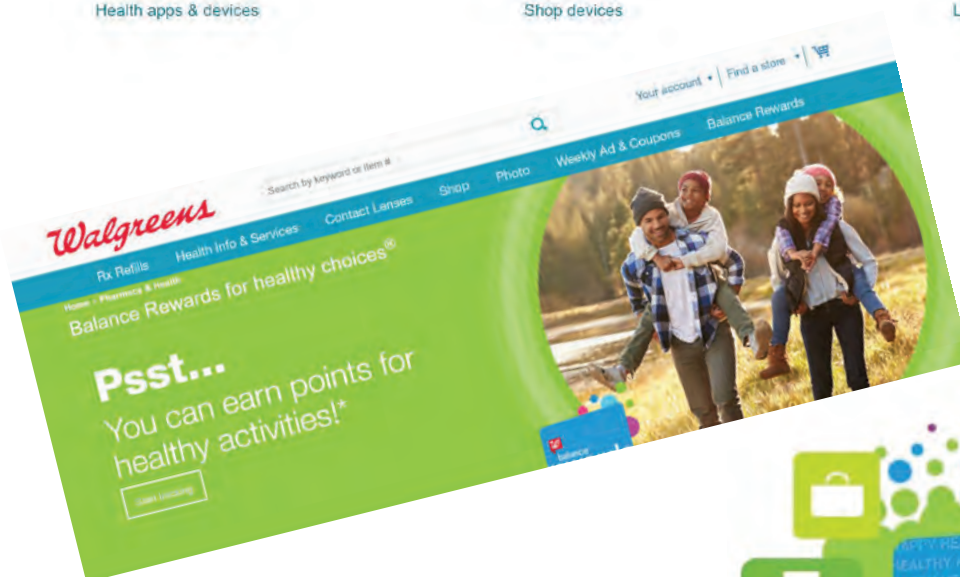 Health apps & devices
Shop devices
L
Your account
Find a store
Search by keyword or item #
Walgreens
Rx Refills
Health Info & Services
Contact Lenses
Shop
Photo
Weekly Ad & Coupons
Balance Rewards
Home
Balance Rewards for healthy choices®
Psst...
You can earn points for
healthy activities!*
balance